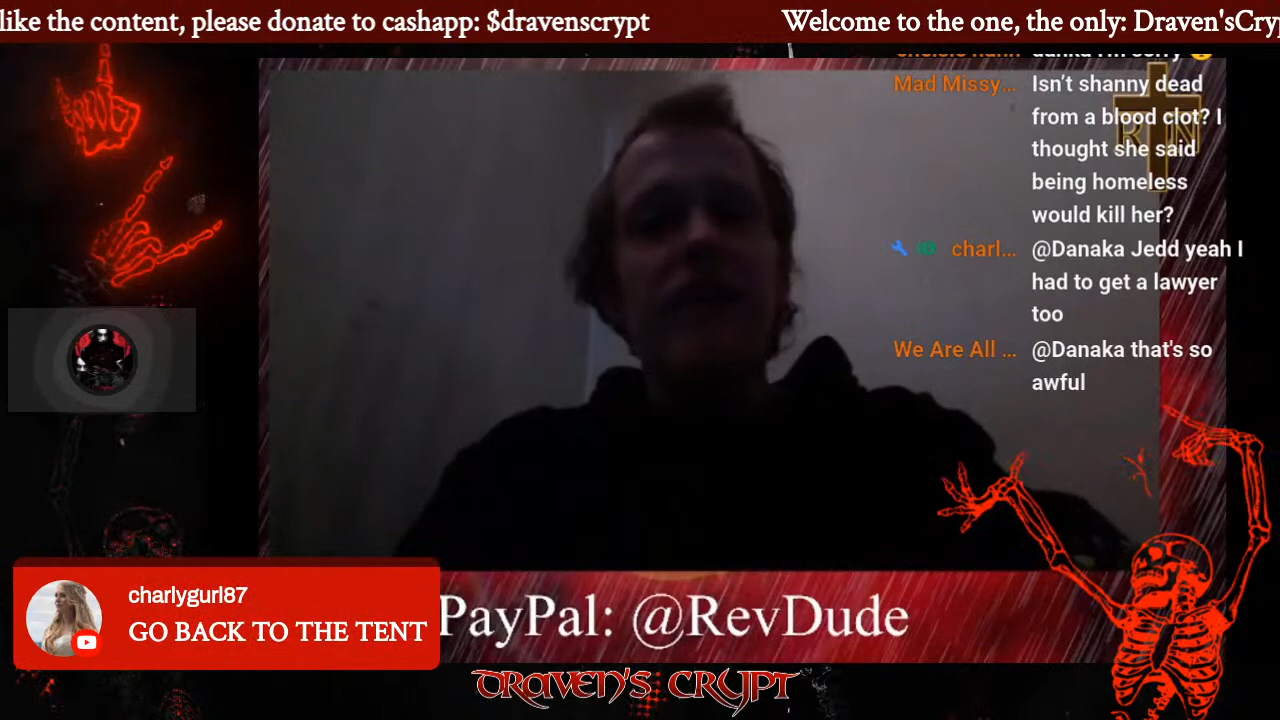 like the content, please donate to cashapp: $dravenscrypt Welcome to the one, the only: Draven'sCry
danka I'm sorry
Mad Missy… Isn't shanny dead
from a blood clot? I
thought she said
being homeless
would kill her?
charl… @Danaka Jedd yeah I
had to get a lawyer
too
We Are All … @Danaka that's so
awful
R N
charlygurl87
GO BACK TO THE TENT
PayPal: @RevDude
DRAVEN'S CRYPT